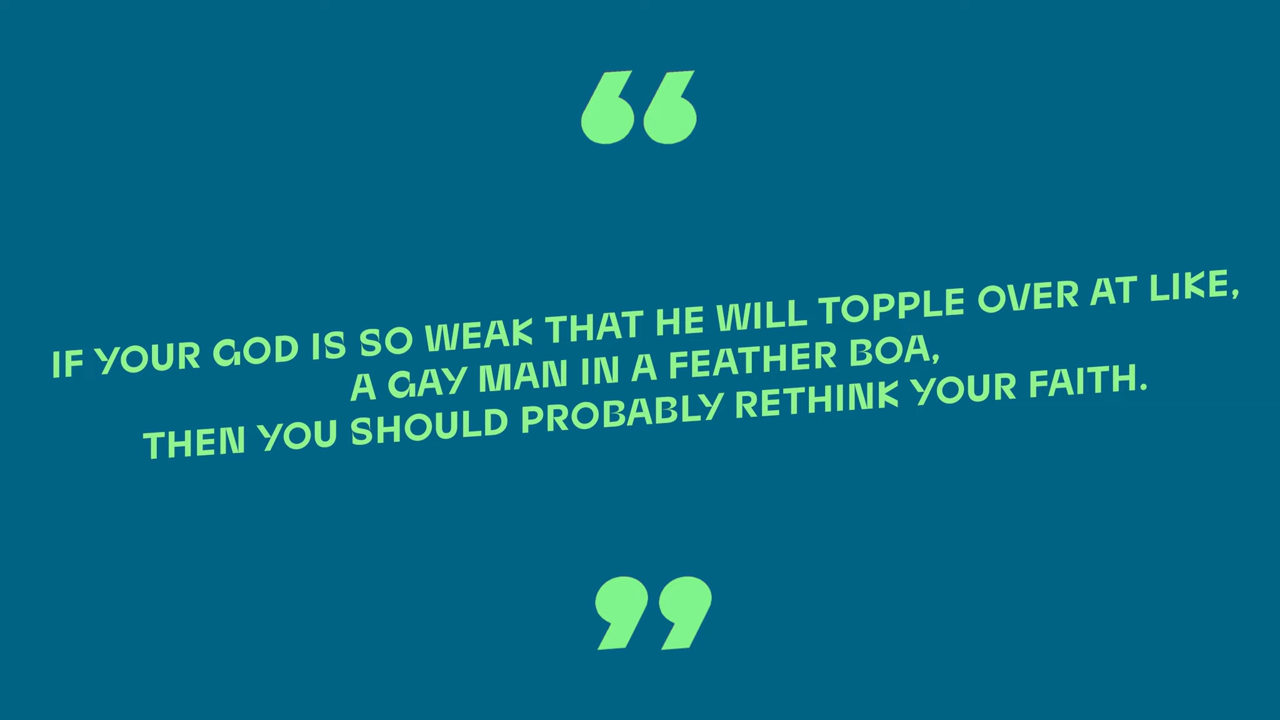 “
IF YOUR GOD IS SO WEAK THAT HE WILL TOPPLE OVER AT LIKE,
A GAY MAN IN A FEATHER BOA,
THEN YOU SHOULD PROBABLY RETHINK YOUR FAITH.
”